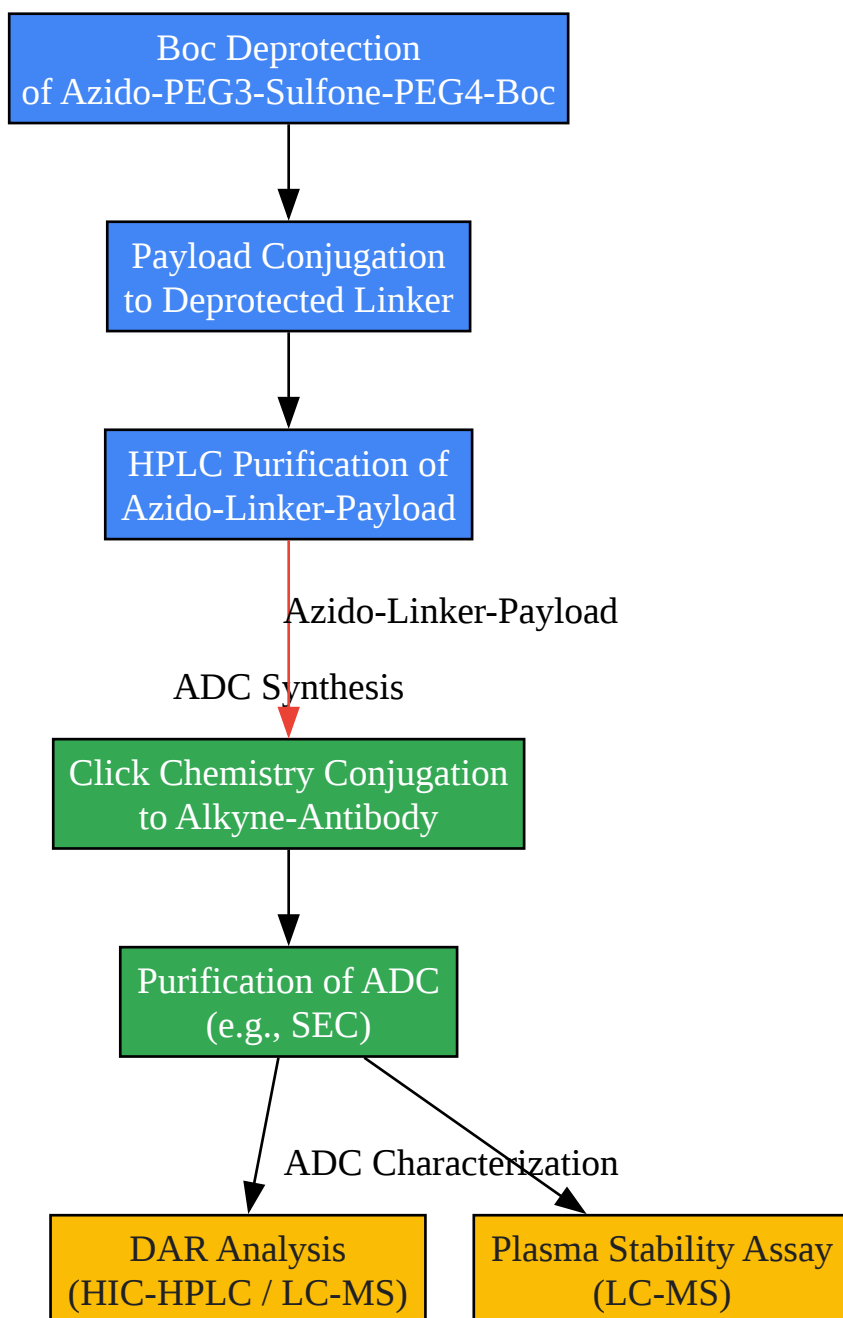 Boc Deprotection
of Azido-PEG3-Sulfone-PEG4-Boc
Payload Conjugation
to Deprotected Linker
HPLC Purification of
Azido-Linker-Payload
Azido-Linker-Payload
ADC Synthesis
Click Chemistry Conjugation
to Alkyne-Antibody
Purification of ADC
(e.g., SEC)
ADC Characterization
DAR Analysis
(HIC-HPLC / LC-MS)
Plasma Stability Assay
(LC-MS)